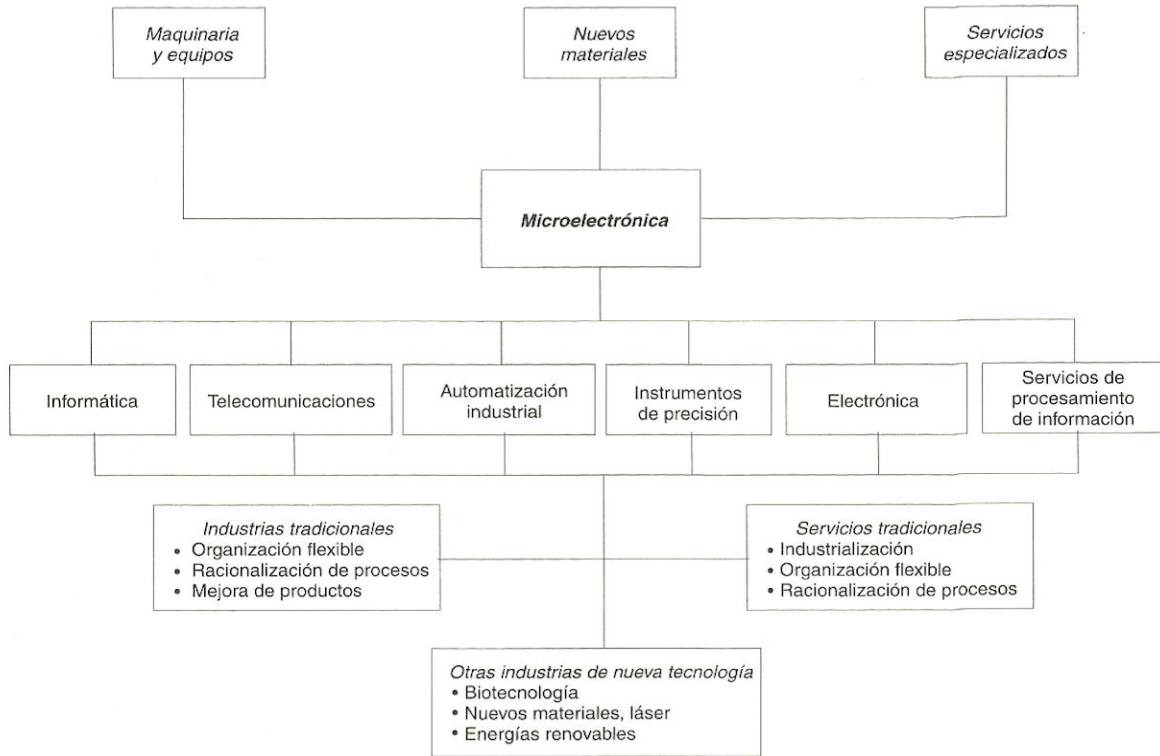 Maquinaria
y equipos
Nuevos
materiales
Servicios
especializados
Microelectrónica
Informática
Telecomunicaciones
Automatización
industrial
Instrumentos
de precisión
Electrónica
Servicios de
procesamiento
de información
Industrias tradicionales
• Organización flexible
• Racionalización de procesos
• Mejora de productos
Servicios tradicionales
• Industrialización
• Organización flexible
• Racionalización de procesos
Otras industrias de nueva tecnología
• Biotecnología
• Nuevos materiales, láser
• Energías renovables